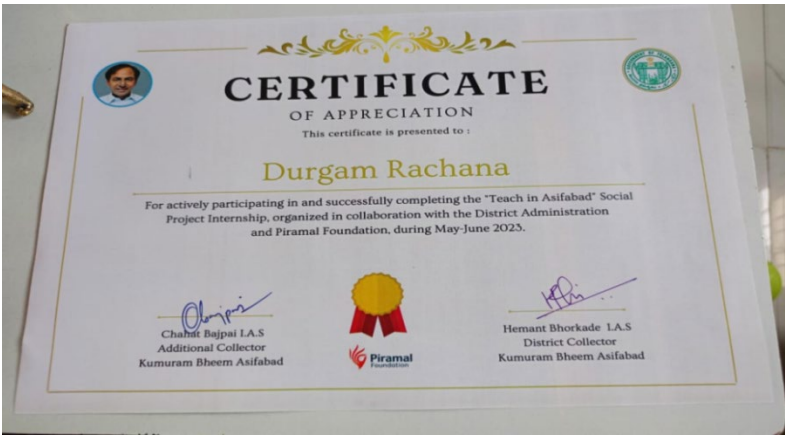 CERTIFICATE
OF APPRECIATION
This certificate is presented to :
Durgam Rachana
For actively participating in and successfully completing the "Teach in Asifabad" Social
Project Internship, organized in collaboration with the District Administration
and Piramal Foundation, during May-June 2023.
Chahat Bajpai I.A.S
Additional Collector
Kumuram Bheem Asifabad
Piramal
Foundation
Hemant Bhorkade I.A.S
District Collector
Kumuram Bheem Asifabad